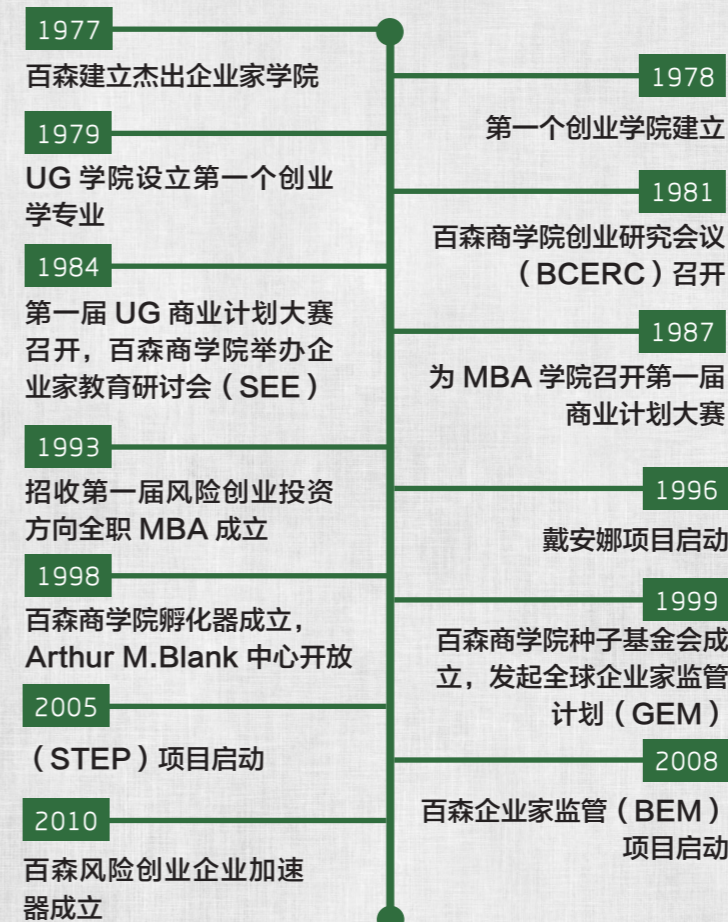 1977
百森建立杰出企业家学院
1978
第一个创业学院建立
1979
UG 学院设立第一个创业
学专业
1981
百森商学院创业研究会议
（BCERC）召开
1984
第一届 UG 商业计划大赛
召开，百森商学院举办企
业家教育研讨会（SEE）
1987
为 MBA 学院召开第一届
商业计划大赛
1993
招收第一届风险创业投资
方向全职 MBA 成立
1996
戴安娜项目启动
1998
百森商学院孵化器成立，
Arthur M.Blank 中心开放
1999
百森商学院种子基金会成
立，发起全球企业家监管
计划（GEM）
2005
（STEP）项目启动
2008
百森企业家监管（BEM）
项目启动
2010
百森风险创业企业加速
器成立